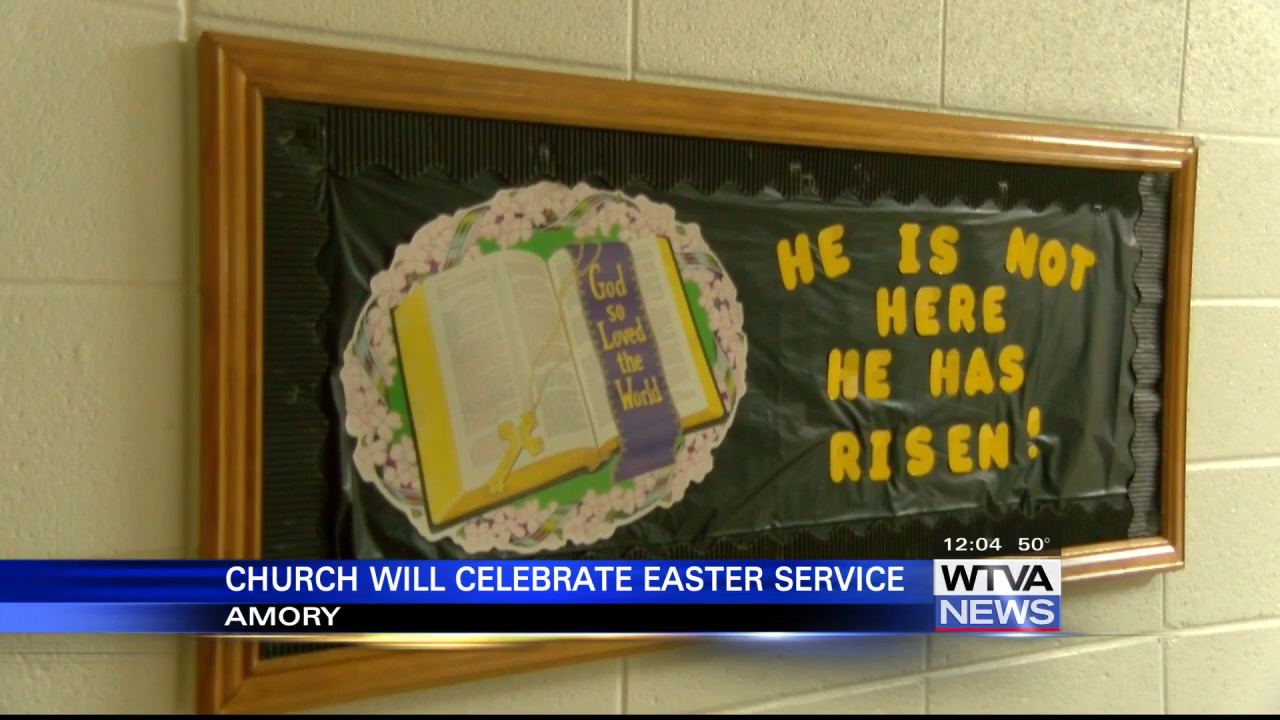 HE IS NOT
HERE
HE HAS
RISEN!
God
so
Loved
the
World
12:04 50°
CHURCH WILL CELEBRATE EASTER SERVICE
AMORY
WTVA
NEWS